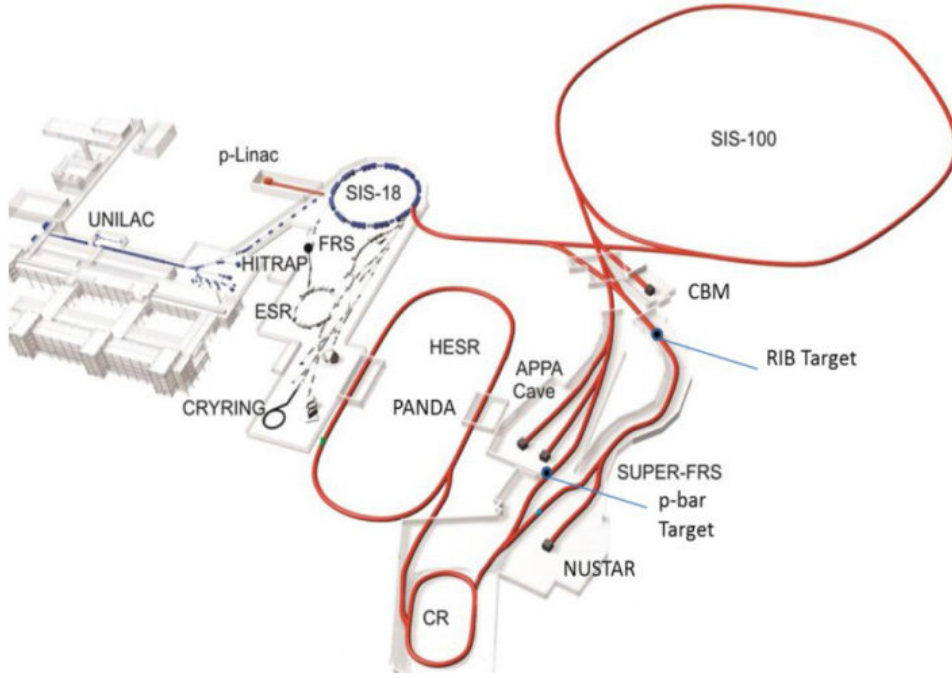 SIS-100
p-Linac
SIS-18
UNILAC
FRS
HITRAP
CBM
ESR
HESR
RIB Target
APPA
Cave
CRYRING
PANDA
SUPER-FRS
p-bar
Target
NUSTAR
CR